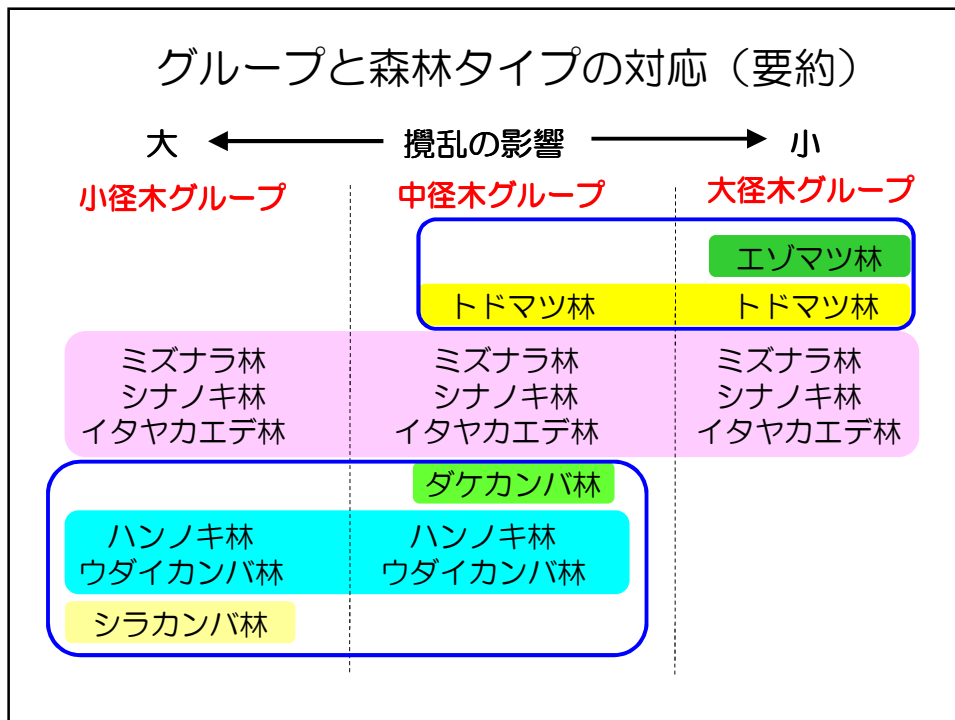 グループと森林タイプの対応（要約）
大 攪乱の影響 小
小径木グループ 中径木グループ 大径木グループ
エゾマツ林
トドマツ林 トドマツ林
ミズナラ林 ミズナラ林 ミズナラ林
シナノキ林 シナノキ林 シナノキ林
イタヤカエデ林 イタヤカエデ林 イタヤカエデ林
ダケカンバ林
ハンノキ林 ハンノキ林
ウダイカンバ林 ウダイカンバ林
シラカンバ林